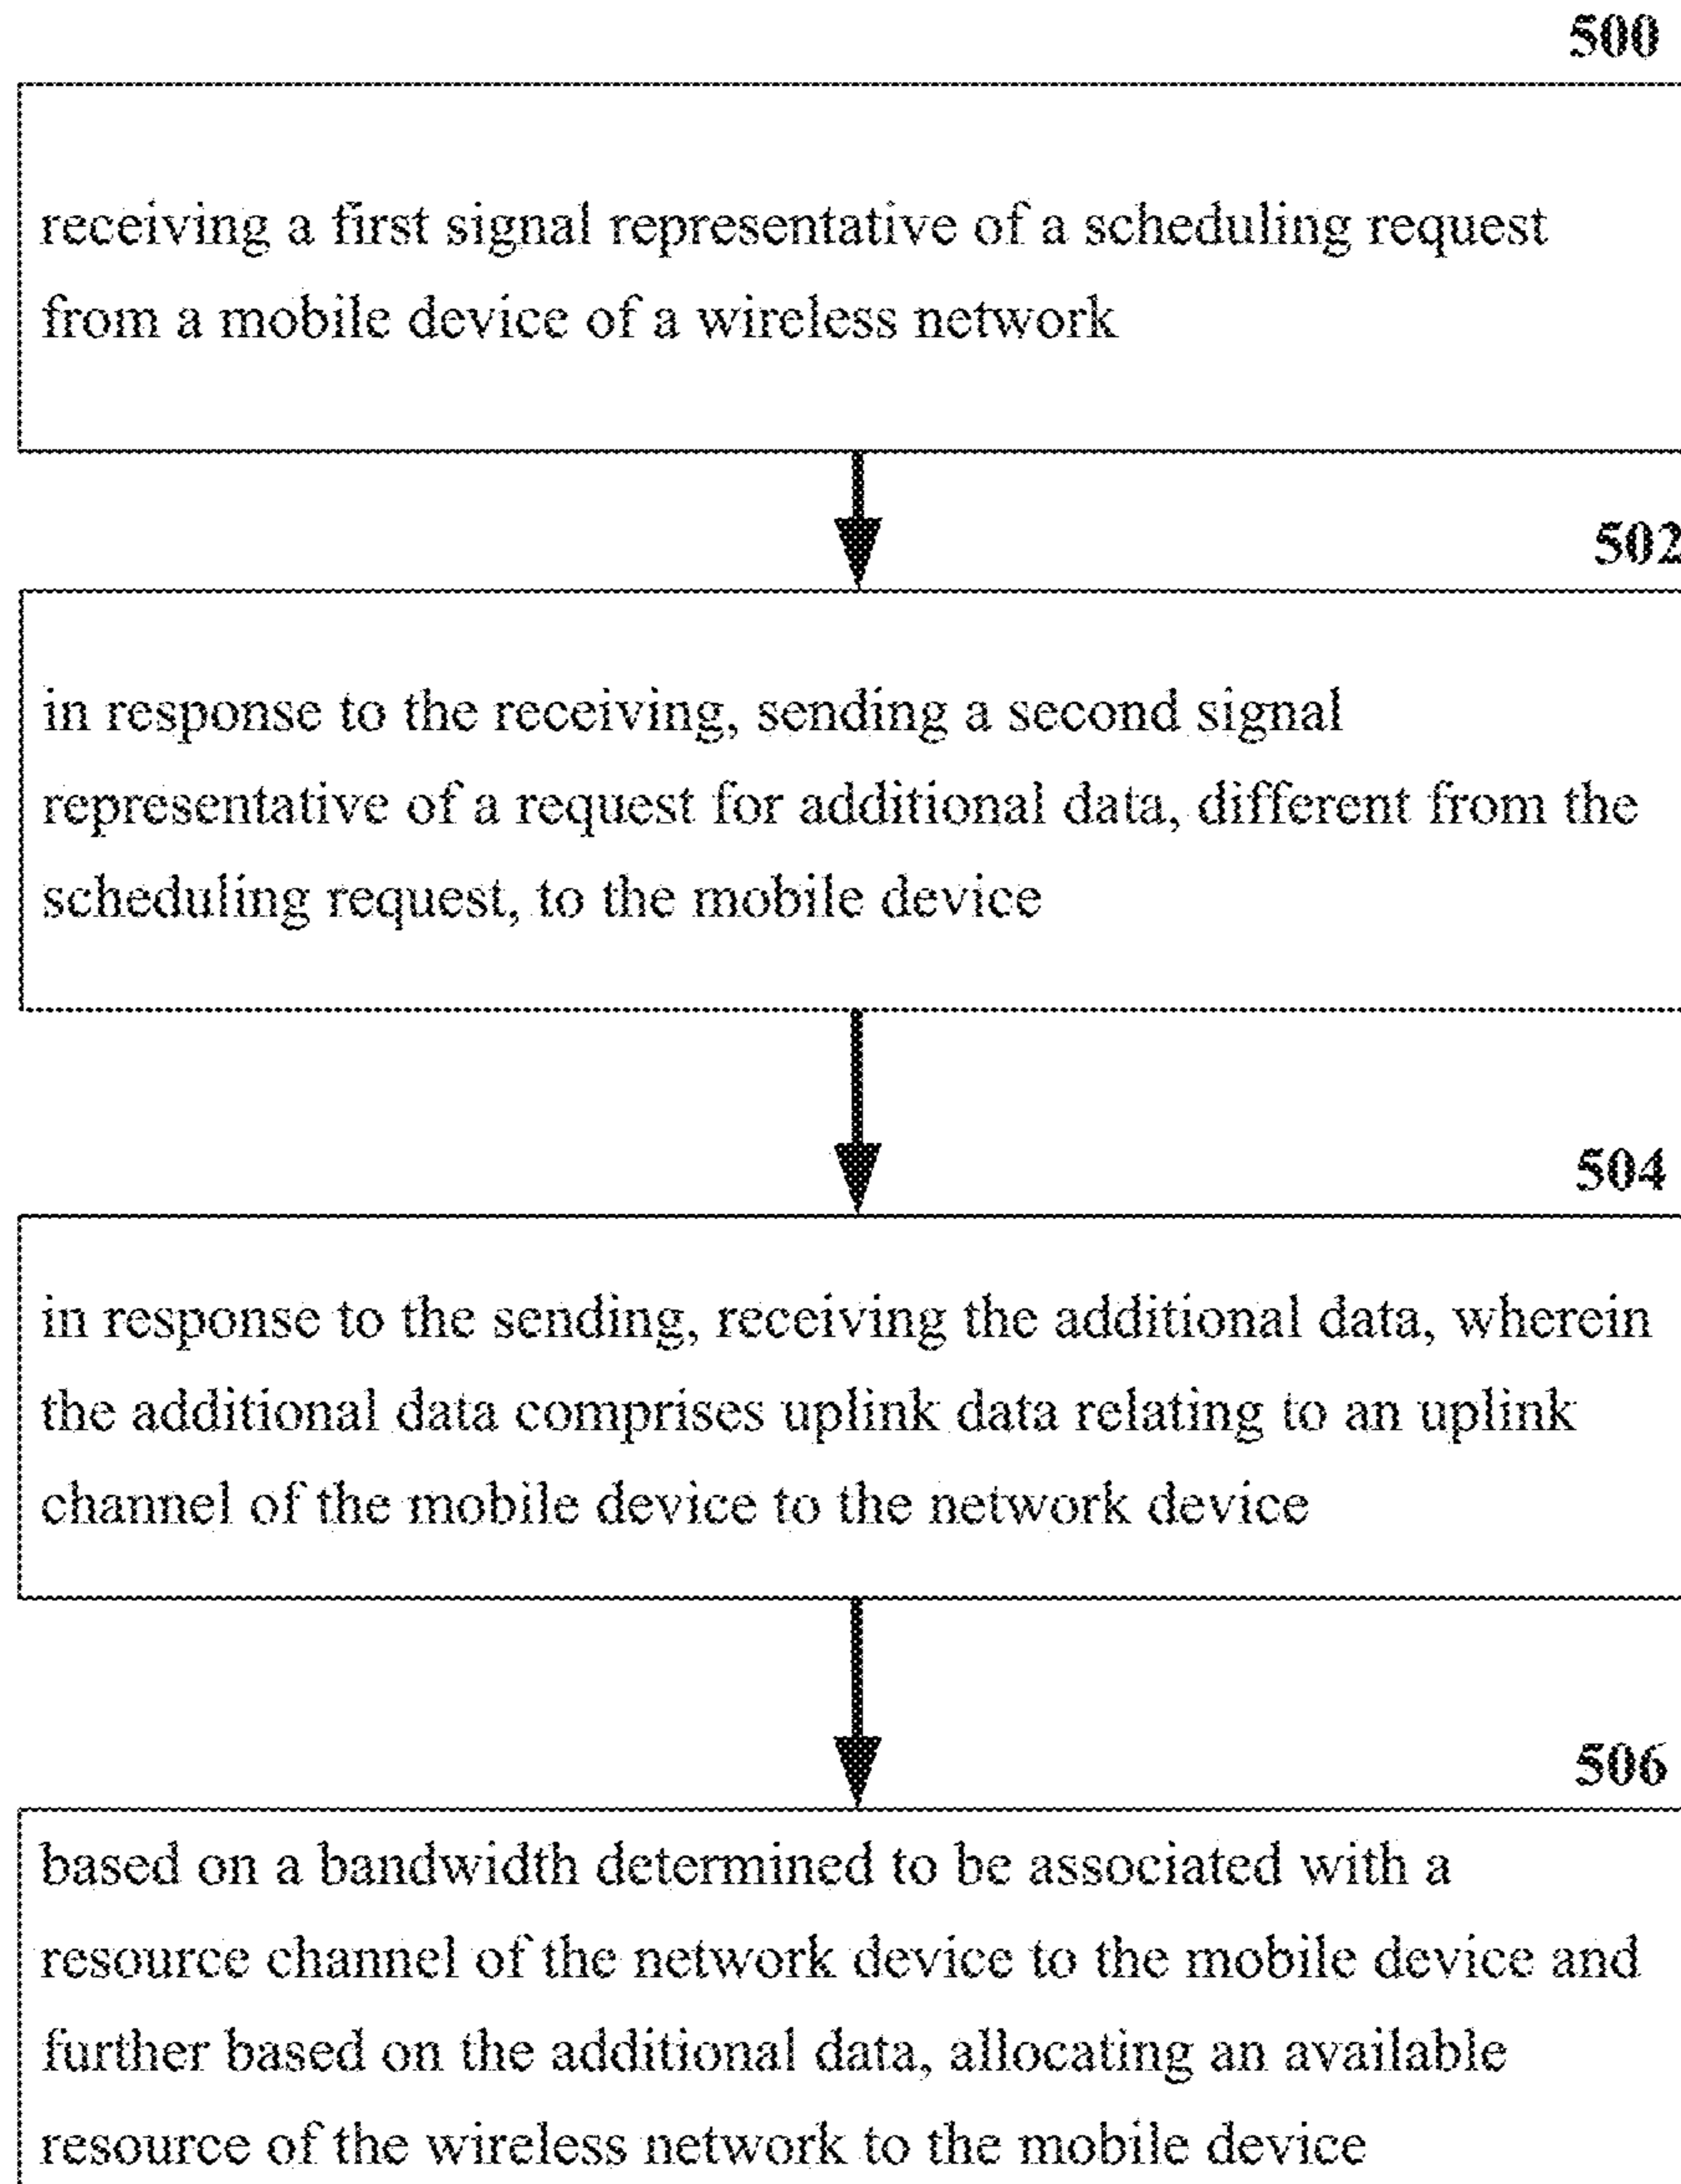 500
receiving a first signal representative of a scheduling request
from a mobile device of a wireless network
502
in response to the receiving, sending a second signal
representative of a request for additional data, different from the
scheduling request, to the mobile device
504
in response to the sending, receiving the additional data, wherein
the additional data comprises uplink data relating to an uplink
channel of the mobile device to the network device
506
based on a bandwidth determined to be associated with a
resource channel of the network device to the mobile device and
further based on the additional data, allocating an available
resource of the wireless network to the mobile device